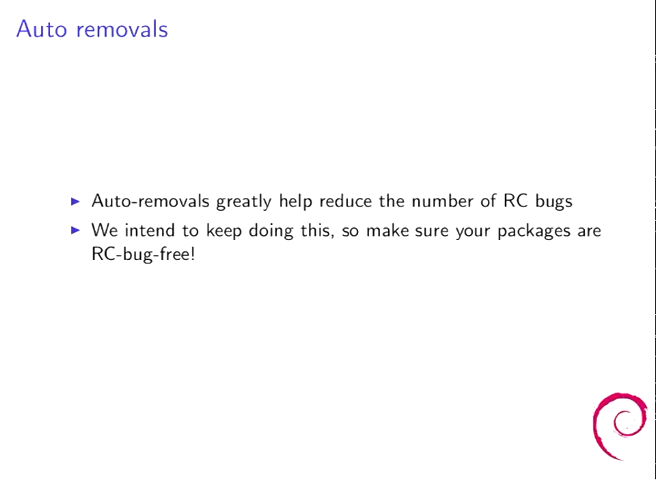 Auto removals
Auto-removals greatly help reduce the number of RC bugs
We intend to keep doing this, so make sure your packages are
RC-bug-free!